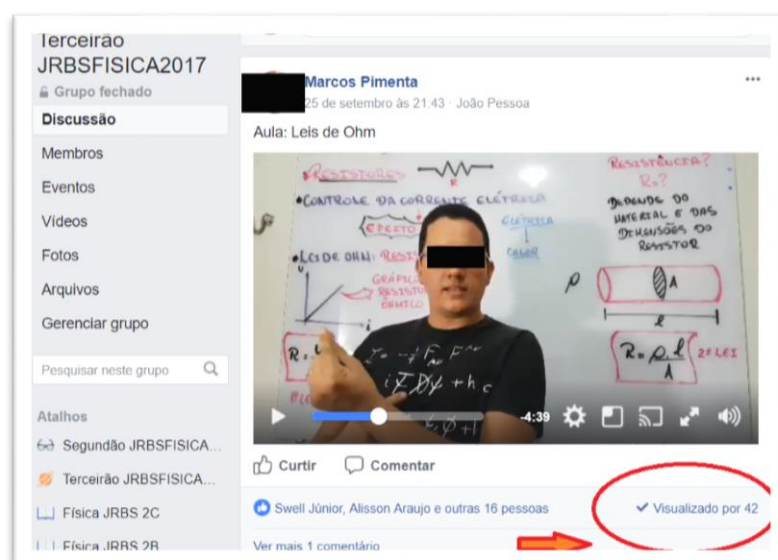 Terceirão
JRBSFISICA2017
Grupo fechado
Discussão
Membros
Eventos
Vídeos
Fotos
Arquivos
Gerenciar grupo
Pesquisar neste grupo
Atalhos
Segundão JRBSFISICA...
Terceirão JRBSFISICA...
Física JRBS 2C
Física JRBS 2B
Marcos Pimenta
25 de setembro às 21:43 · João Pessoa
Aula: Leis de Ohm
RESISTORES
R
•CONTROLE DA CORRENTE ELÉTRICA
EFEITO
ELÉTRICA
CALOR
•LEI DE OHM:
GRÁFICO
RESISTOR
ÔHMICO
i
R =
RESISTÊNCIA?
R=?
DEPENDE DO
MATERIAL E DAS
DIMENSÕES DO
RESISTOR
ρ
A
l
R = ρ.l/A
2ª LEI
+ h.c
-4:39
Curtir
Comentar
Swell Júnior, Alisson Araujo e outras 16 pessoas
Visualizado por 42
Ver mais 1 comentário